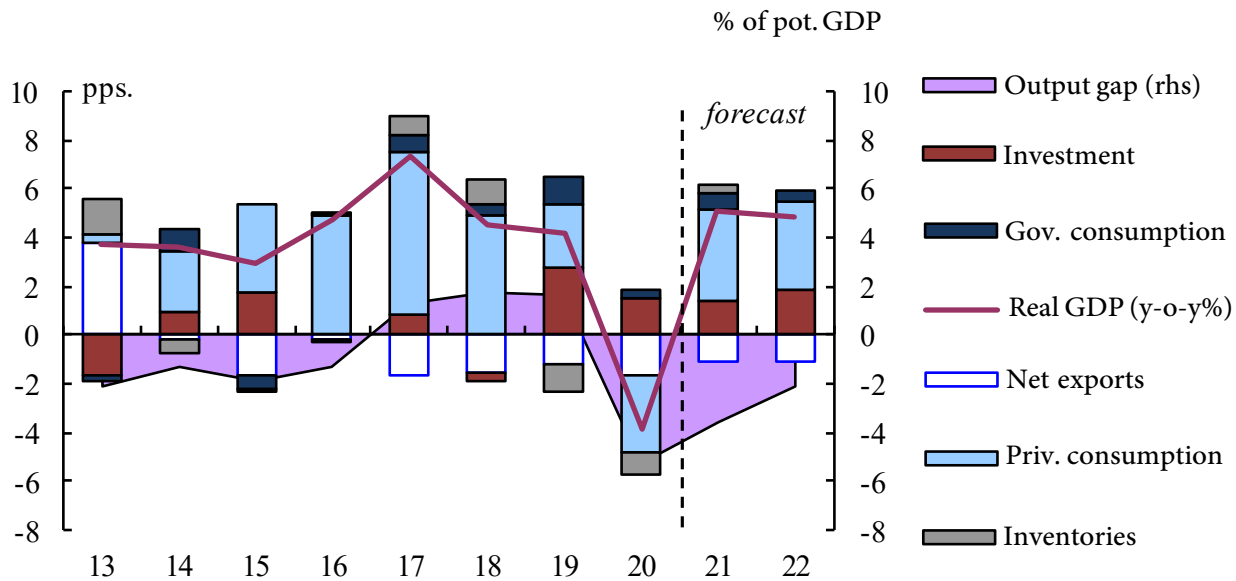 % of pot. GDP
pps.
forecast
10
8
6
4
2
0
-2
-4
-6
-8
10
8
6
4
2
0
-2
-4
-6
-8
13 14 15 16 17 18 19 20 21 22
Output gap (rhs)
Investment
Gov. consumption
Real GDP (y-o-y%)
Net exports
Priv. consumption
Inventories